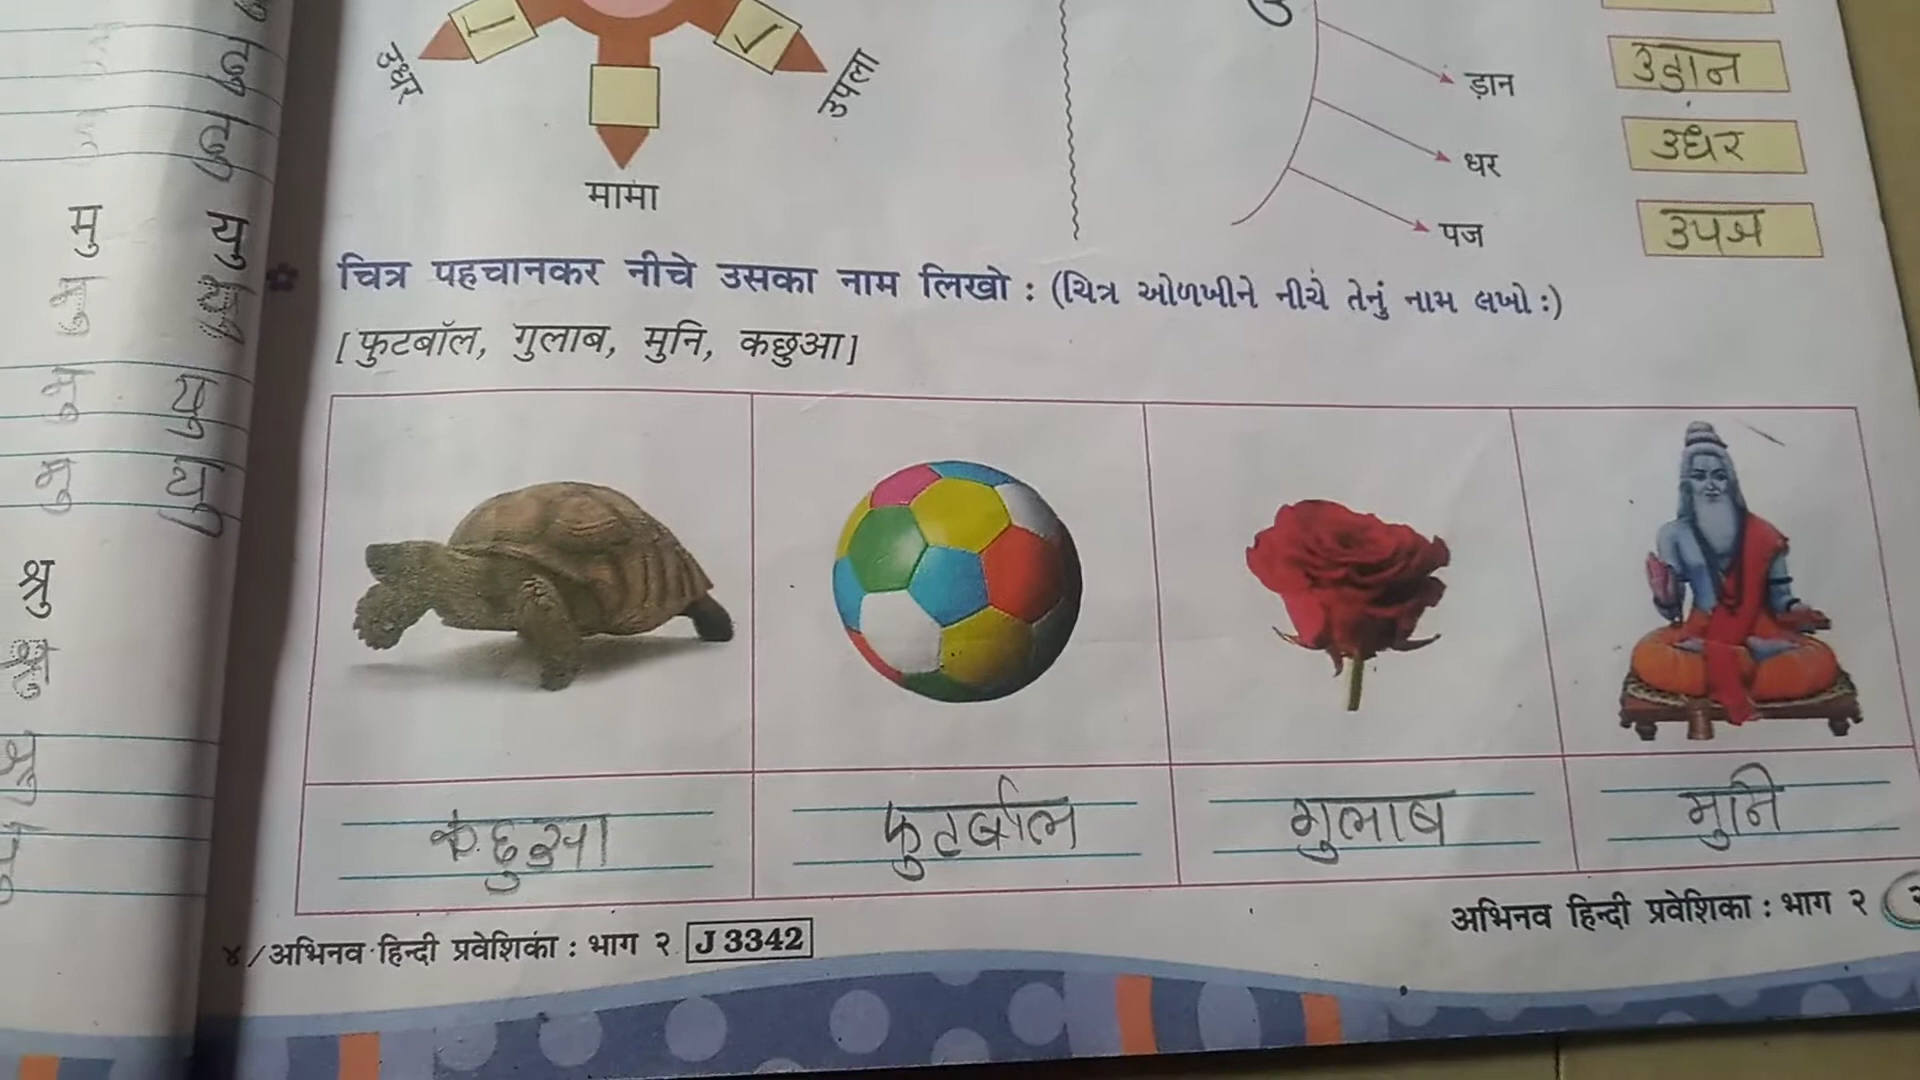 उधर
उपला
मामा
ड़ान
उड़ान
धर
उधर
पज
उपज
चित्र पहचानकर नीचे उसका नाम लिखो : (ચિત્ર ઓળખીને નીચે તેનું નામ લખો :)
[फुटबॉल, गुलाब, मुनि, कछुआ]
कछुआ
फुटबॉल
गुलाब
मुनि
४/अभिनव हिन्दी प्रवेशिका : भाग २ J 3342
अभिनव हिन्दी प्रवेशिका : भाग २
मु यु
मु यु
मु यु
श्रु
श्रु